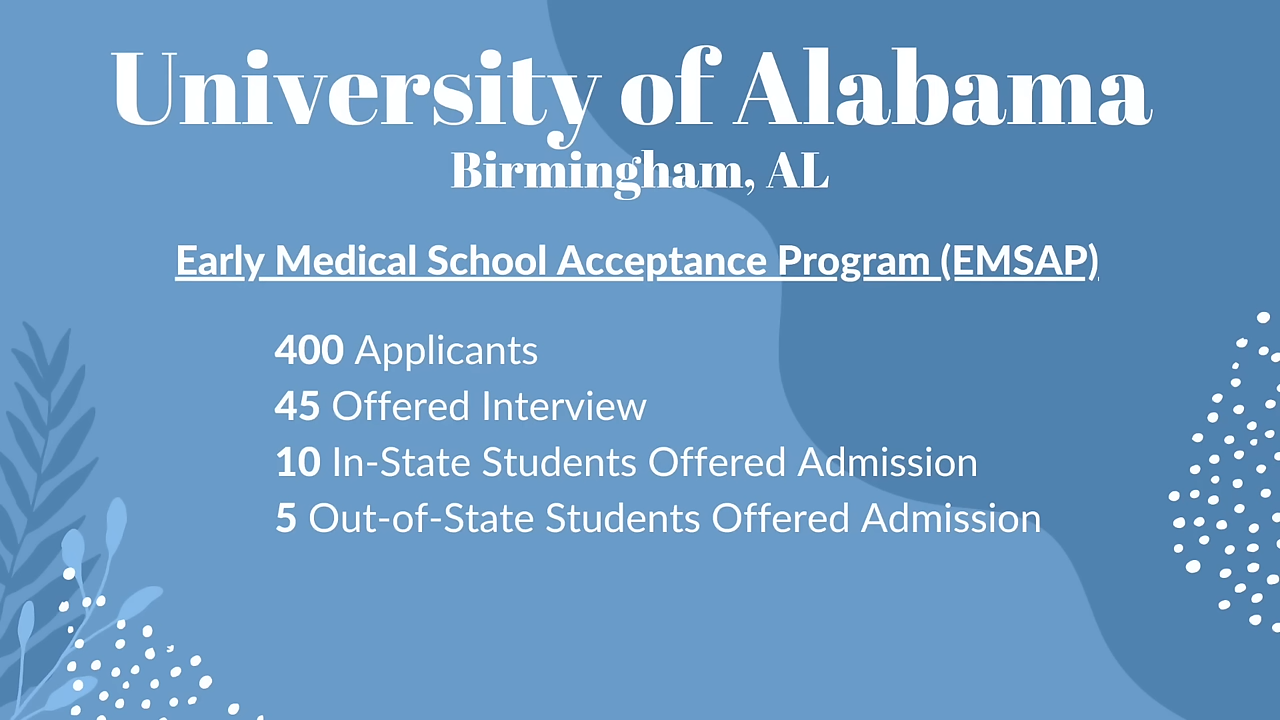 University of Alabama
Birmingham, AL
Early Medical School Acceptance Program (EMSAP)
400 Applicants
45 Offered Interview
10 In-State Students Offered Admission
5 Out-of-State Students Offered Admission